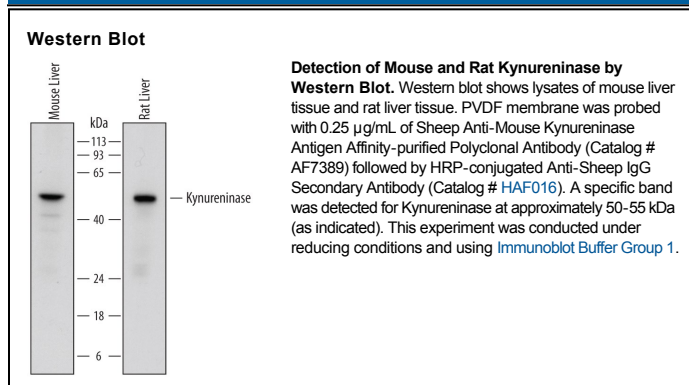 Western Blot
Mouse Liver
Rat Liver
kDa
113
93
65
Kynureninase
40
24
18
6
Detection of Mouse and Rat Kynureninase by
Western Blot. Western blot shows lysates of mouse liver
tissue and rat liver tissue. PVDF membrane was probed
with 0.25 µg/mL of Sheep Anti-Mouse Kynureninase
Antigen Affinity-purified Polyclonal Antibody (Catalog #
AF7389) followed by HRP-conjugated Anti-Sheep IgG
Secondary Antibody (Catalog # HAF016). A specific band
was detected for Kynureninase at approximately 50-55 kDa
(as indicated). This experiment was conducted under
reducing conditions and using Immunoblot Buffer Group 1.